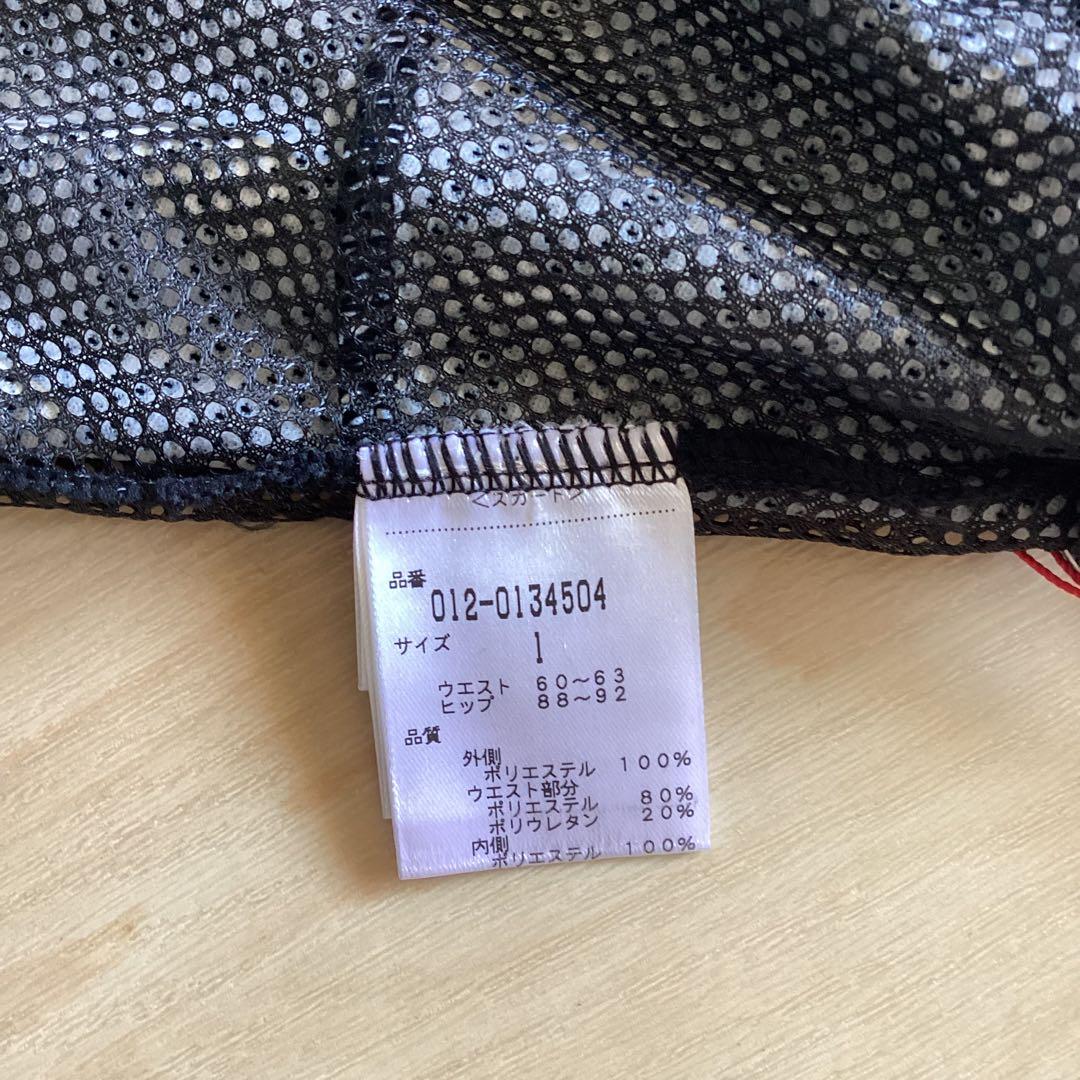 <スカート>
品番
012-0134504
サイズ 1
ウエスト 60～63
ヒップ 88～92
品質
外側
ポリエステル 100%
ウエスト部分
ポリエステル 80%
ポリウレタン 20%
内側
ポリエステル 100%